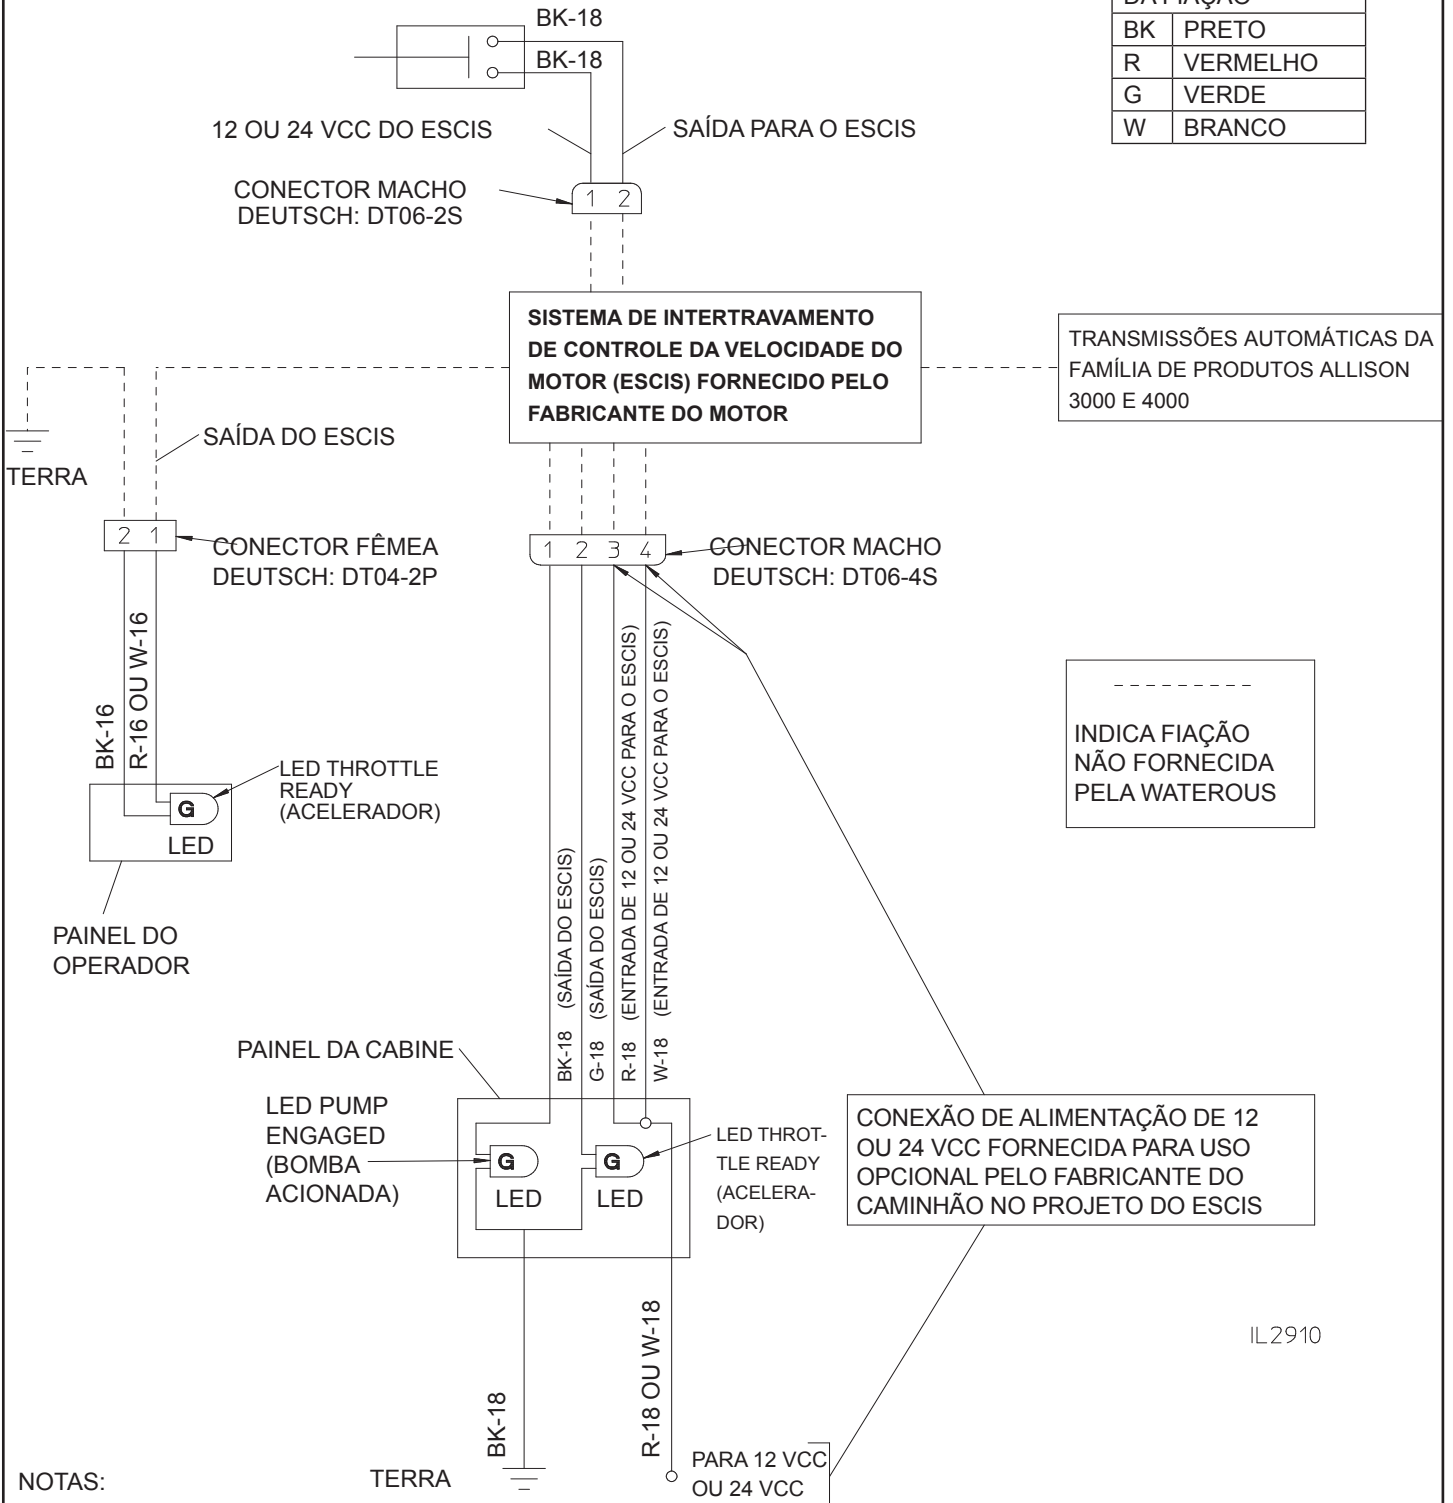 BK-18
BK-18
BK PRETO
R VERMELHO
G VERDE
W BRANCO
12 OU 24 VCC DO ESCIS
SAÍDA PARA O ESCIS
CONECTOR MACHO
DEUTSCH: DT06-2S
1 2
SISTEMA DE INTERTRAVAMENTO
DE CONTROLE DA VELOCIDADE DO
MOTOR (ESCIS) FORNECIDO PELO
FABRICANTE DO MOTOR
TRANSMISSÕES AUTOMÁTICAS DA
FAMÍLIA DE PRODUTOS ALLISON
3000 E 4000
SAÍDA DO ESCIS
TERRA
2 1
CONECTOR FÊMEA
DEUTSCH: DT04-2P
1 2 3 4
CONECTOR MACHO
DEUTSCH: DT06-4S
BK-16
R-16 OU W-16
G
LED
LED THROTTLE
READY
(ACELERADOR)
PAINEL DO
OPERADOR
BK-18 (SAÍDA DO ESCIS)
G-18 (SAÍDA DO ESCIS)
R-18 (ENTRADA DE 12 OU 24 VCC PARA O ESCIS)
W-18 (ENTRADA DE 12 OU 24 VCC PARA O ESCIS)
INDICA FIAÇÃO
NÃO FORNECIDA
PELA WATEROUS
PAINEL DA CABINE
LED PUMP
ENGAGED
(BOMBA
ACIONADA)
G
LED
G
LED
LED THROT-
TLE READY
(ACELERA-
DOR)
CONEXÃO DE ALIMENTAÇÃO DE 12
OU 24 VCC FORNECIDA PARA USO
OPCIONAL PELO FABRICANTE DO
CAMINHÃO NO PROJETO DO ESCIS
IL2910
BK-18
R-18 OU W-18
NOTAS:
TERRA
PARA 12 VCC
OU 24 VCC